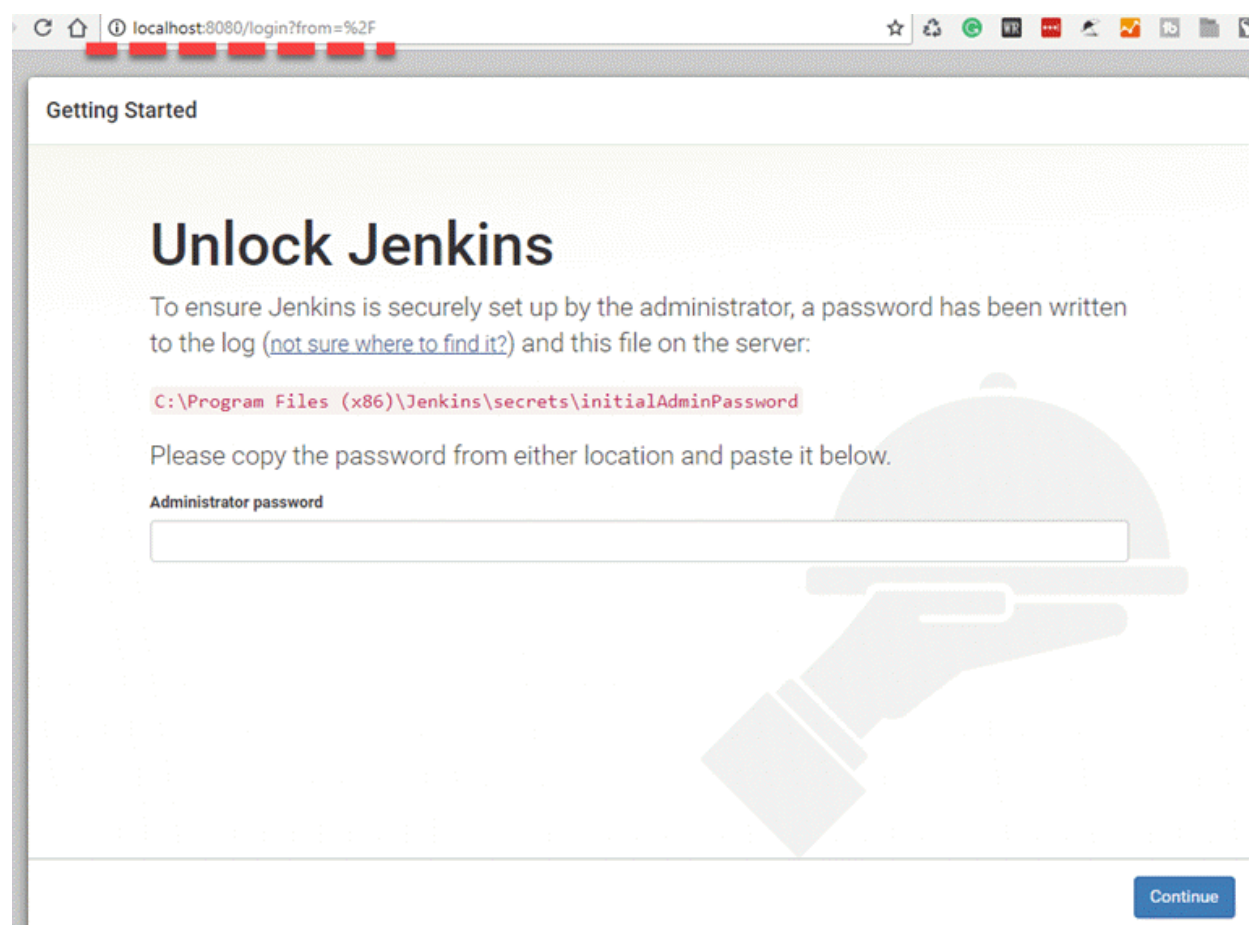 localhost:8080/login?from=%2F
Getting Started
Unlock Jenkins
To ensure Jenkins is securely set up by the administrator, a password has been written
to the log (not sure where to find it?) and this file on the server:
C:\Program Files (x86)\Jenkins\secrets\initialAdminPassword
Please copy the password from either location and paste it below.
Administrator password
Continue